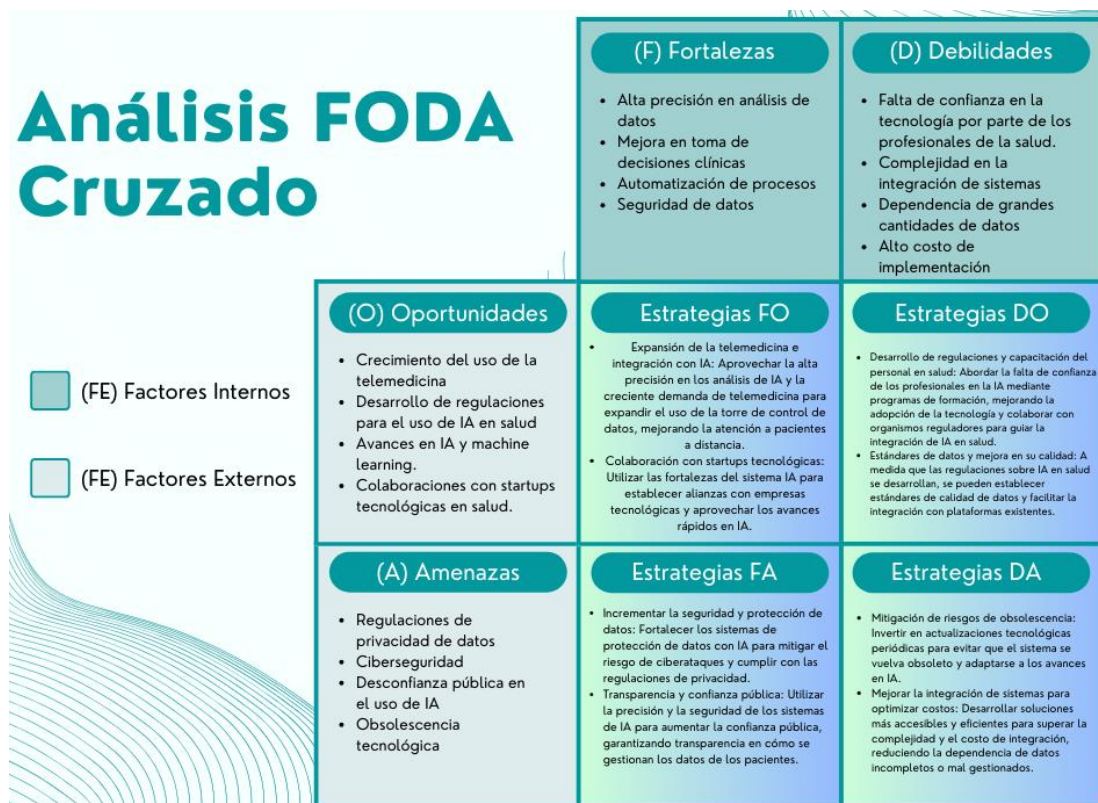 Análisis FODA
Cruzado
(FE) Factores Internos
(FE) Factores Externos
(F) Fortalezas
• Alta precisión en análisis de
datos
• Mejora en toma de
decisiones clínicas
• Automatización de procesos
• Seguridad de datos
(D) Debilidades
• Falta de confianza en la
tecnología por parte de los
profesionales de la salud.
• Complejidad en la
integración de sistemas
• Dependencia de grandes
cantidades de datos
• Alto costo de
implementación
(O) Oportunidades
• Crecimiento del uso de la
telemedicina
• Desarrollo de regulaciones
para el uso de IA en salud
• Avances en IA y machine
learning.
• Colaboraciones con startups
tecnológicas en salud.
Estrategias FO
• Expansión de la telemedicina e
integración con IA: Aprovechar la alta
precisión en los análisis de IA y la
creciente demanda de telemedicina para
expandir el uso de la torre de control de
datos, mejorando la atención a pacientes
a distancia.
• Colaboración con startups tecnológicas:
Utilizar las fortalezas del sistema IA para
establecer alianzas con empresas
tecnológicas y aprovechar los avances
rápidos en IA.
Estrategias DO
• Desarrollo de regulaciones y capacitación del
personal en salud: Abordar la falta de confianza
de los profesionales en la IA mediante
programas de formación, mejorando la
adopción de la tecnología y colaborar con
organismos reguladores para guiar la
integración de IA en salud.
• Estándares de datos y mejora en su calidad: A
medida que las regulaciones sobre IA en salud
se desarrollan, se pueden establecer
estándares de calidad de datos y facilitar la
integración con plataformas existentes.
(A) Amenazas
• Regulaciones de
privacidad de datos
• Ciberseguridad
• Desconfianza pública en
el uso de IA
• Obsolescencia
tecnológica
Estrategias FA
• Incrementar la seguridad y protección de
datos: Fortalecer los sistemas de
protección de datos con IA para mitigar el
riesgo de ciberataques y cumplir con las
regulaciones de privacidad.
• Transparencia y confianza pública: Utilizar
la precisión y la seguridad de los sistemas
de IA para aumentar la confianza pública,
garantizando transparencia en cómo se
gestionan los datos de los pacientes.
Estrategias DA
• Mitigación de riesgos de obsolescencia:
Invertir en actualizaciones tecnológicas
periódicas para evitar que el sistema se
vuelva obsoleto y adaptarse a los avances
en IA.
• Mejorar la integración de sistemas para
optimizar costos: Desarrollar soluciones
más accesibles y eficientes para superar la
complejidad y el costo de integración,
reduciendo la dependencia de datos
incompletos o mal gestionados.